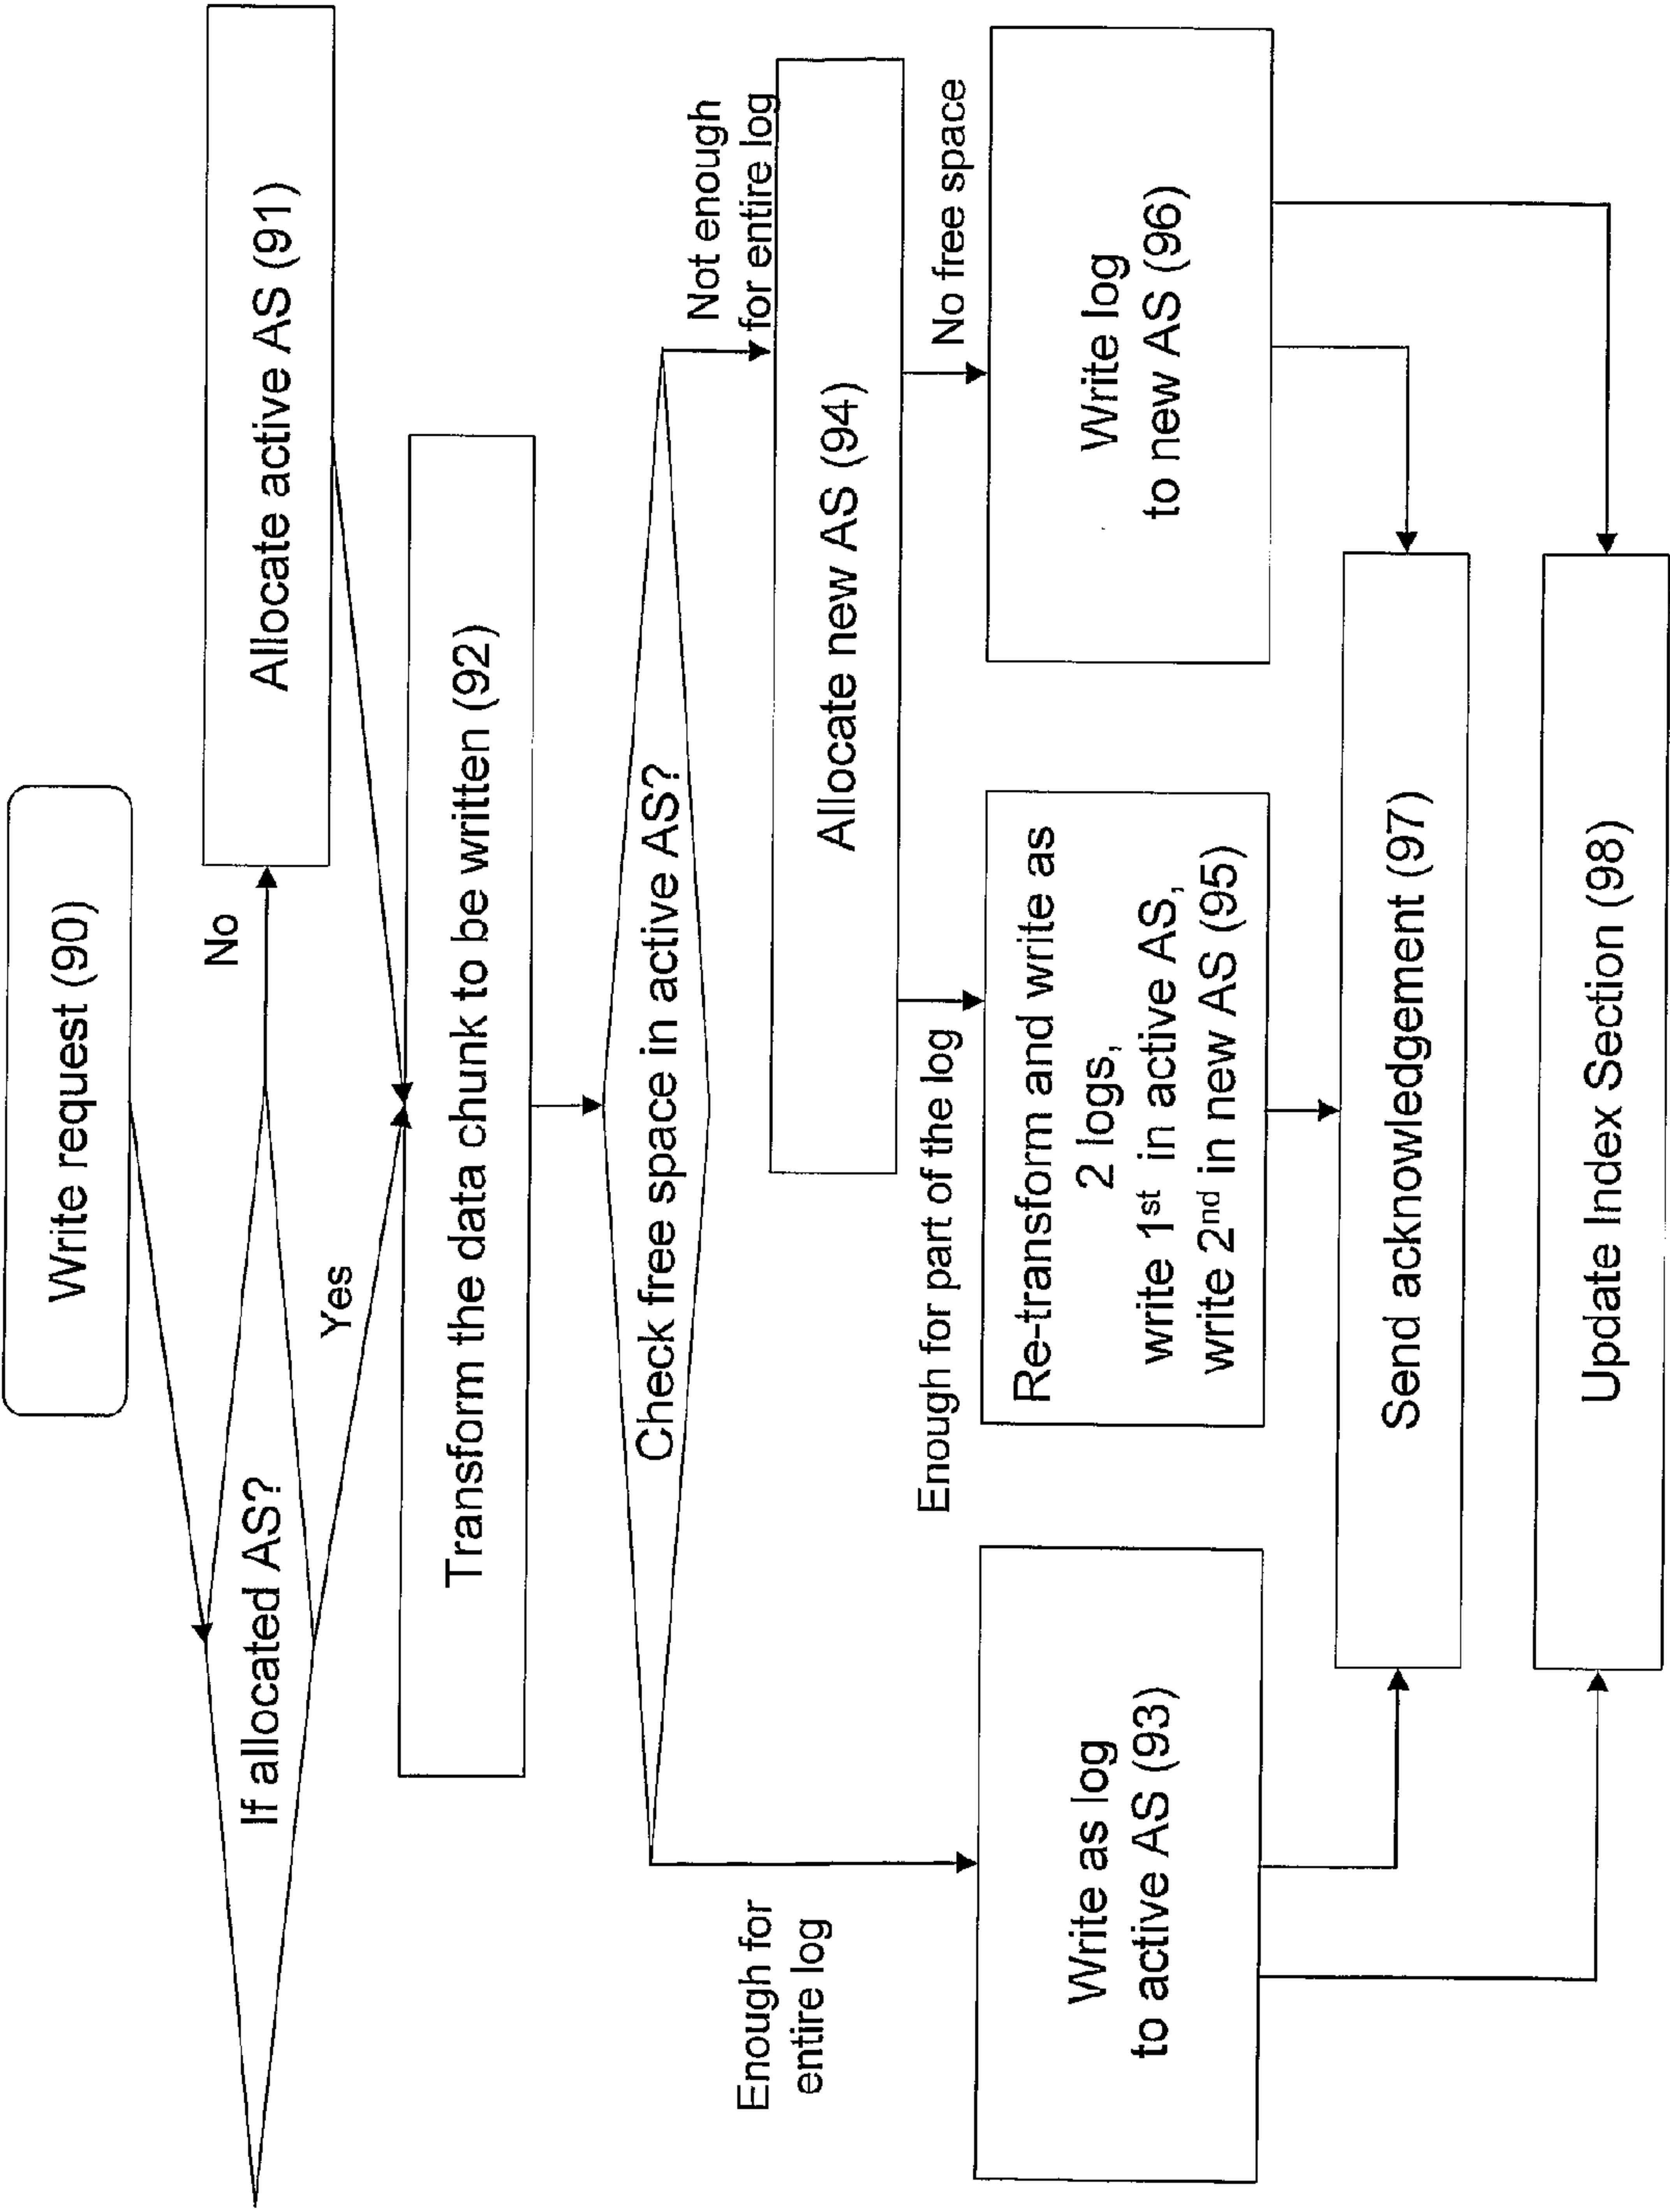 Write request (90)
If allocated AS?
No
Allocate active AS (91)
Yes
Transform the data chunk to be written (92)
Check free space in active AS?
Enough for
entire log
Not enough
for entire log
Allocate new AS (94)
Enough for part of the log
No free space
Write as log
to active AS (93)
Re-transform and write as
2 logs,
write 1st in active AS,
write 2nd in new AS (95)
Write log
to new AS (96)
Send acknowledgement (97)
Update Index Section (98)